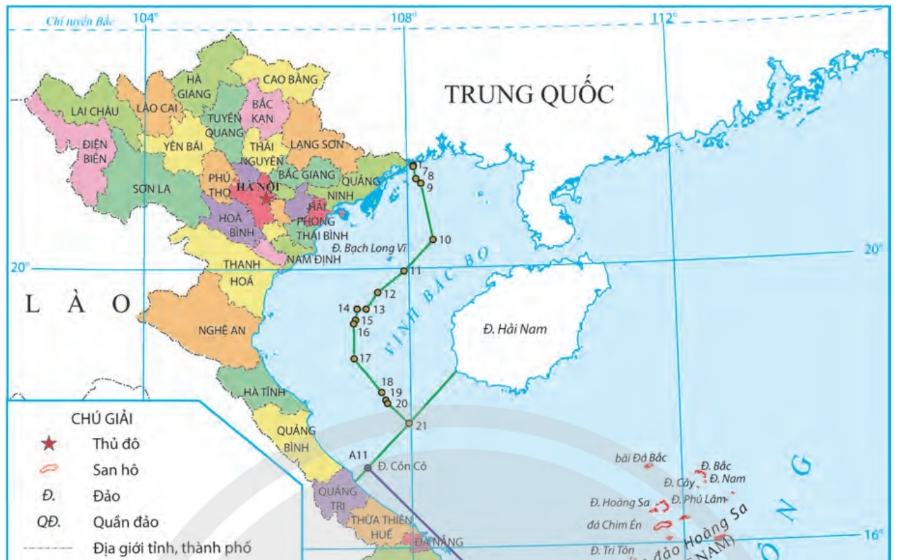 104°
108°
112°
Chí tuyến Bắc
HÀ
GIANG
CAO BẰNG
LAI CHÂU
LÀO CAI
TUYÊN
QUANG
BẮC
KẠN
TRUNG QUỐC
ĐIỆN
BIÊN
YÊN BÁI
THÁI
NGUYÊN
LẠNG SƠN
SƠN LA
PHÚ
THỌ
HÀ NỘI
BẮC GIANG
QUẢNG
NINH
7
8
9
HOÀ
BÌNH
HẢI
PHÒNG
THÁI BÌNH
NAM ĐỊNH
Đ. Bạch Long Vĩ
10
20°
20°
THANH
HOÁ
11
VỊNH BẮC BỘ
12
LÀO
14
13
15
16
NGHỆ AN
Đ. Hải Nam
17
HÀ TĨNH
18
19
20
21
CHÚ GIẢI
Thủ đô
San hô
Đ.
Đảo
QĐ.
Quần đảo
Địa giới tỉnh, thành phố
QUẢNG
BÌNH
A11
Đ. Cồn Cỏ
QUẢNG
TRỊ
THỪA THIÊN
HUẾ
ĐÀ NẴNG
bãi Đá Bắc
Đ. Bắc
Đ. Cây
Đ. Nam
Đ. Hoàng Sa
Đ. Phú Lâm
đá Chim Én
Đ. Tri Tôn
đảo Hoàng Sa
NAM)
ÔNG
16°